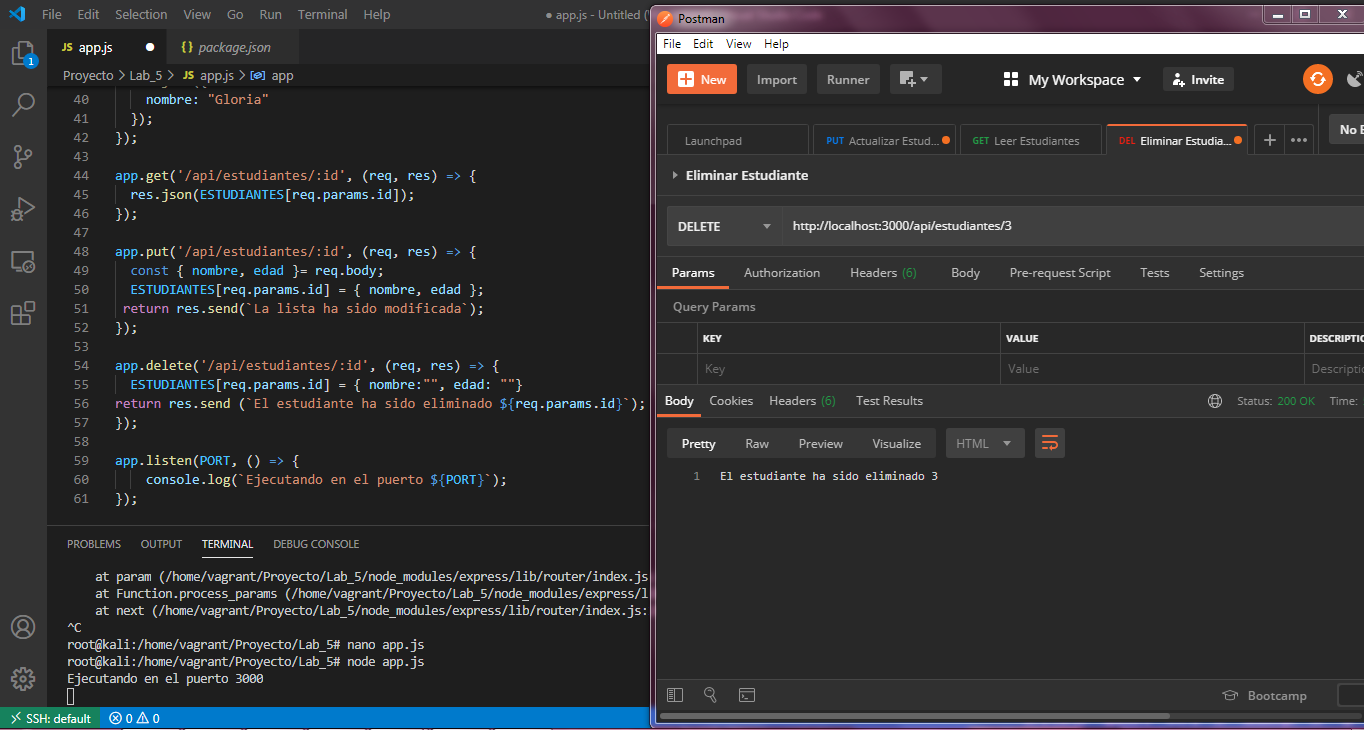 File Edit Selection View Go Run Terminal Help ● app.js - Untitled (
JS app.js ● {} package.json
Proyecto > Lab_5 > JS app.js > app
40 nombre: "Gloria"
41 });
42 });
43
44 app.get('/api/estudiantes/:id', (req, res) => {
45 res.json(ESTUDIANTES[req.params.id]);
46 });
47
48 app.put('/api/estudiantes/:id', (req, res) => {
49 const { nombre, edad }= req.body;
50 ESTUDIANTES[req.params.id] = { nombre, edad };
51 return res.send(`La lista ha sido modificada`);
52 });
53
54 app.delete('/api/estudiantes/:id', (req, res) => {
55 ESTUDIANTES[req.params.id] = { nombre:"", edad: ""}
56 return res.send (`El estudiante ha sido eliminado ${req.params.id}`);
57 });
58
59 app.listen(PORT, () => {
60 console.log(`Ejecutando en el puerto ${PORT}`);
61 });
PROBLEMS OUTPUT TERMINAL DEBUG CONSOLE
at param (/home/vagrant/Proyecto/Lab_5/node_modules/express/lib/router/index.js
at Function.process_params (/home/vagrant/Proyecto/Lab_5/node_modules/express/l
at next (/home/vagrant/Proyecto/Lab_5/node_modules/express/lib/router/index.js:
^C
root@kali:/home/vagrant/Proyecto/Lab_5# nano app.js
root@kali:/home/vagrant/Proyecto/Lab_5# node app.js
Ejecutando en el puerto 3000
1
SSH: default 0 0
Postman
File Edit View Help
New Import Runner My Workspace Invite
Launchpad PUT Actualizar Estud... GET Leer Estudiantes DEL Eliminar Estudia... + ••• No E
Eliminar Estudiante
DELETE http://localhost:3000/api/estudiantes/3
Params Authorization Headers (6) Body Pre-request Script Tests Settings
Query Params
KEY VALUE DESCRIPTIO
Key Value Descriptio
Body Cookies Headers (6) Test Results Status: 200 OK Time:
Pretty Raw Preview Visualize HTML
1 El estudiante ha sido eliminado 3
Bootcamp